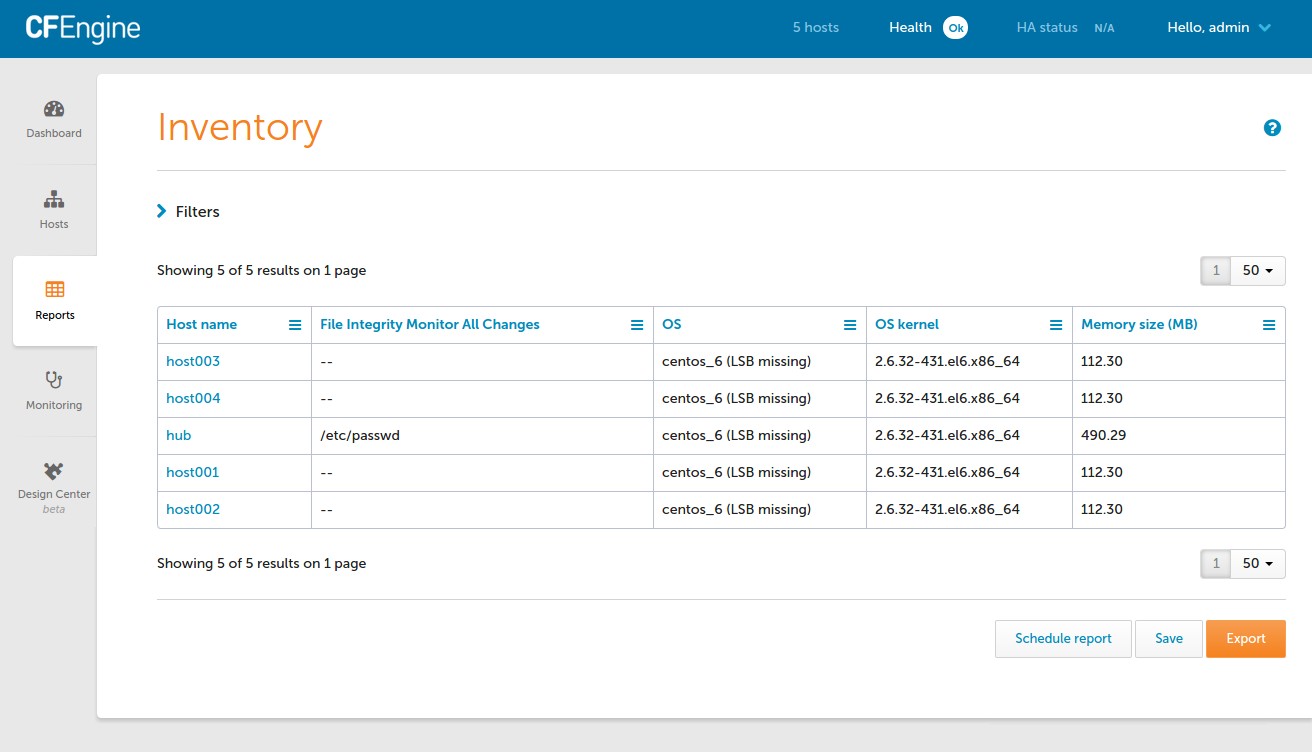 CFEngine
5 hosts Health Ok HA status N/A Hello, admin
Dashboard
Hosts
Reports
Monitoring
Design Center
beta
Inventory
?
Filters
Showing 5 of 5 results on 1 page 1 50
Host name File Integrity Monitor All Changes OS OS kernel Memory size (MB)
host003 -- centos_6 (LSB missing) 2.6.32-431.el6.x86_64 112.30
host004 -- centos_6 (LSB missing) 2.6.32-431.el6.x86_64 112.30
hub /etc/passwd centos_6 (LSB missing) 2.6.32-431.el6.x86_64 490.29
host001 -- centos_6 (LSB missing) 2.6.32-431.el6.x86_64 112.30
host002 -- centos_6 (LSB missing) 2.6.32-431.el6.x86_64 112.30
Showing 5 of 5 results on 1 page 1 50
Schedule report Save Export